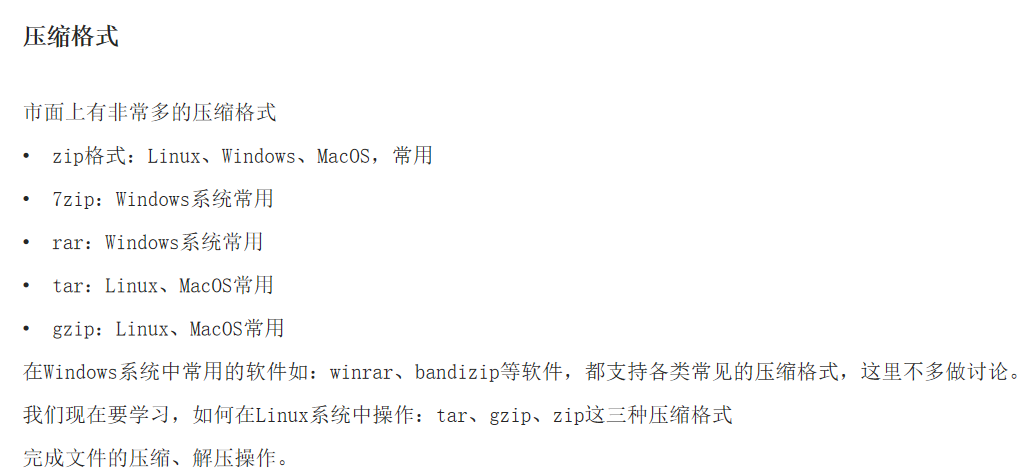 压缩格式
市面上有非常多的压缩格式
• zip格式：Linux、Windows、MacOS，常用
• 7zip：Windows系统常用
• rar：Windows系统常用
• tar：Linux、MacOS常用
• gzip：Linux、MacOS常用
在Windows系统中常用的软件如：winrar、bandizip等软件，都支持各类常见的压缩格式，这里不多做讨论。
我们现在要学习，如何在Linux系统中操作：tar、gzip、zip这三种压缩格式
完成文件的压缩、解压操作。